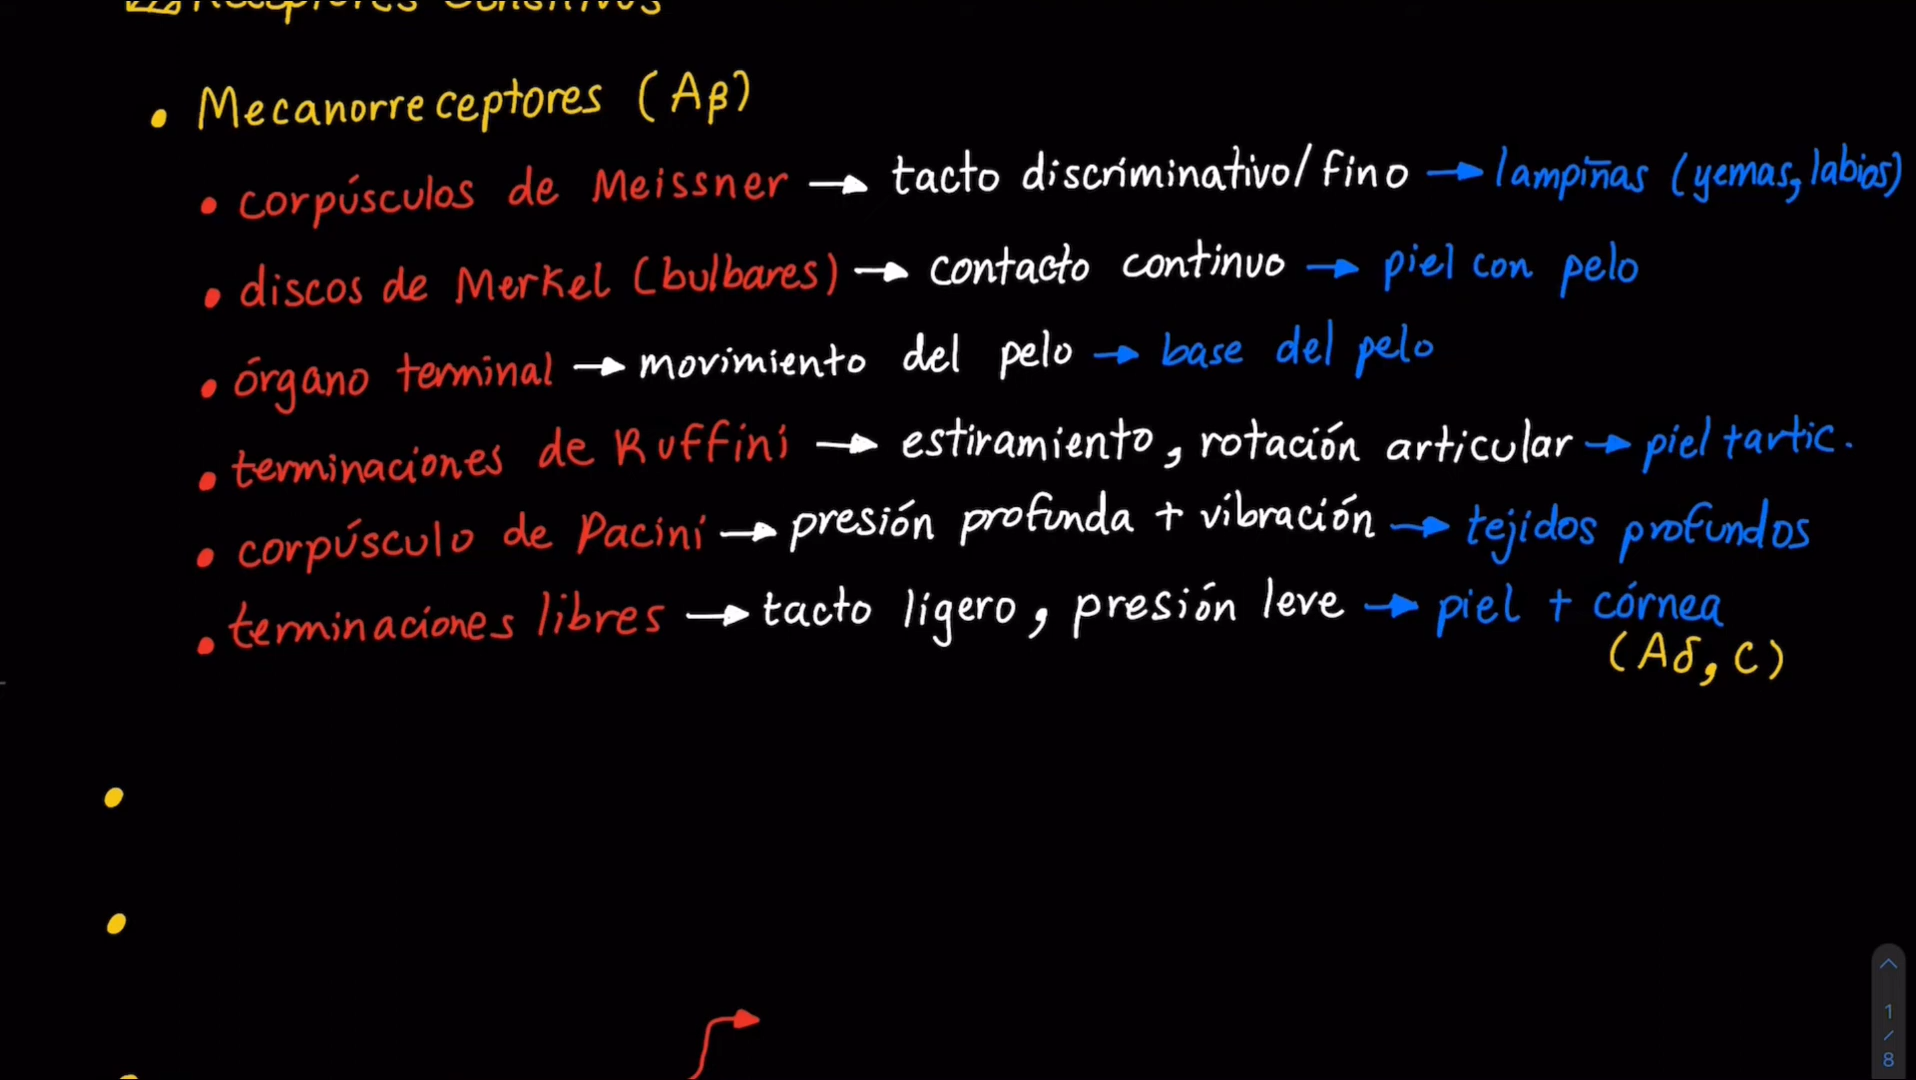 Receptores
• Mecanorreceptores (Aβ)
• corpúsculos de Meissner → tacto discriminativo/fino → lampiñas (yemas, labios)
• discos de Merkel (bulbares) → contacto continuo → piel con pelo
• órgano terminal → movimiento del pelo → base del pelo
• terminaciones de Ruffini → estiramiento, rotación articular → piel tartic.
• corpúsculo de Pacini → presión profunda + vibración → tejidos profundos
• terminaciones libres → tacto ligero, presión leve → piel + córnea
(Aδ, C)
1
/
8